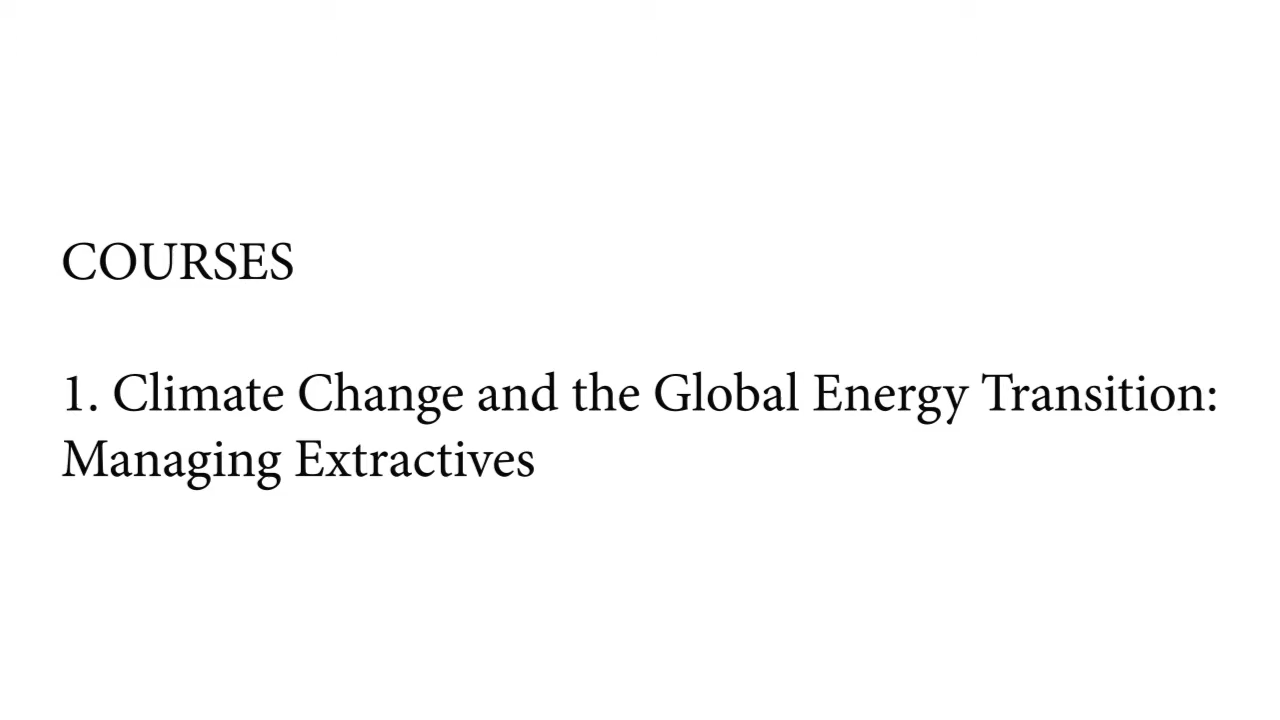 COURSES
1. Climate Change and the Global Energy Transition:
Managing Extractives